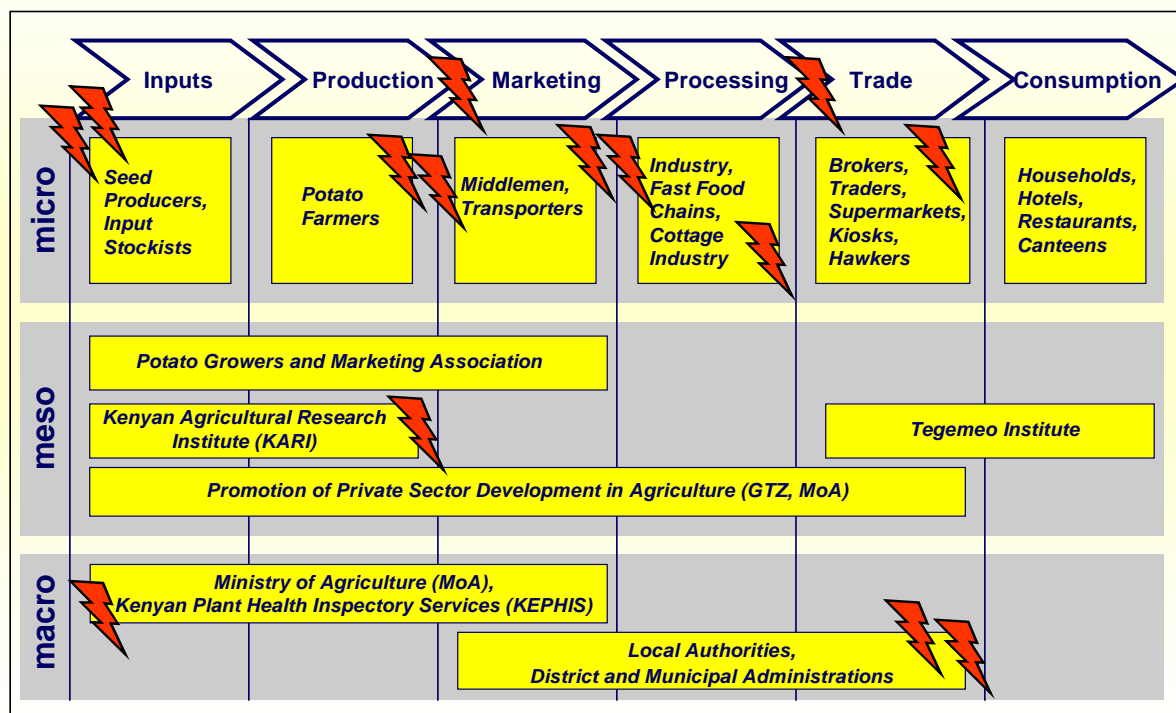 Inputs
Production
Marketing
Processing
Trade
Consumption
micro
Seed
Producers,
Input
Stockists
Potato
Farmers
Middlemen,
Transporters
Industry,
Fast Food
Chains,
Cottage
Industry
Brokers,
Traders,
Supermarkets,
Kiosks,
Hawkers
Households,
Hotels,
Restaurants,
Canteens
meso
Potato Growers and Marketing Association
Kenyan Agricultural Research
Institute (KARI)
Tegemeo Institute
Promotion of Private Sector Development in Agriculture (GTZ, MoA)
macro
Ministry of Agriculture (MoA),
Kenyan Plant Health Inspectory Services (KEPHIS)
Local Authorities,
District and Municipal Administrations